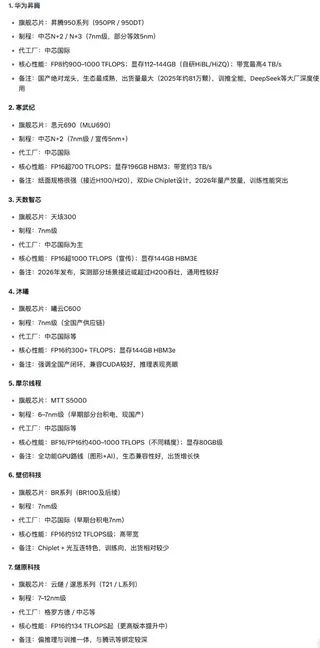 1. 华为昇腾
• 旗舰芯片：昇腾950系列（950PR / 950DT）
• 制程：中芯N+2 / N+3（7nm级，部分等效5nm）
• 代工厂：中芯国际
• 核心性能：FP8约900–1000 TFLOPS；显存112–144GB（自研HiBL/HiZQ）；带宽最高4 TB/s
• 备注：国产绝对龙头，生态最成熟，出货量最大（2025年约81万颗），训推全能，DeepSeek等大厂深度使
用
2. 寒武纪
• 旗舰芯片：思元690（MLU690）
• 制程：中芯N+2（7nm级 / 宣传5nm+）
• 代工厂：中芯国际
• 核心性能：FP16超700 TFLOPS；显存196GB HBM3；带宽约3 TB/s
• 备注：纸面规格很强（接近H100/H20），双Die Chiplet设计，2026年量产放量，训练性能突出
3. 天数智芯
• 旗舰芯片：天垓300
• 制程：7nm级
• 代工厂：中芯国际为主
• 核心性能：FP16超1000 TFLOPS（宣传）；显存144GB HBM3E
• 备注：2026年发布，实测部分场景接近或超过H200吞吐，通用性较好
4. 沐曦
• 旗舰芯片：曦云C600
• 制程：7nm级（全国产供应链）
• 代工厂：中芯国际等
• 核心性能：FP16约300+ TFLOPS；显存144GB HBM3e
• 备注：强调全国产闭环，兼容CUDA较好，推理表现亮眼
5. 摩尔线程
• 旗舰芯片：MTT S5000
• 制程：6–7nm级（早期部分台积电，现国产）
• 代工厂：中芯国际等
• 核心性能：BF16/FP16约400–1000 TFLOPS（不同精度）；显存80GB级
• 备注：全功能GPU路线（图形+AI），生态兼容性好，出货增长快
6. 壁仞科技
• 旗舰芯片：BR系列（BR100及后续）
• 制程：7nm级
• 代工厂：中芯国际（早期台积电7nm）
• 核心性能：FP16约512 TFLOPS级；高带宽
• 备注：Chiplet + 光互连特色，训练向，出货相对较少
7. 燧原科技
• 旗舰芯片：云燧 / 邃思系列（T21 / L系列）
• 制程：7–12nm级
• 代工厂：格罗方德 / 中芯等
• 核心性能：FP16约134 TFLOPS起（更高版本提升中）
• 备注：偏推理与训推一体，与腾讯等绑定较深